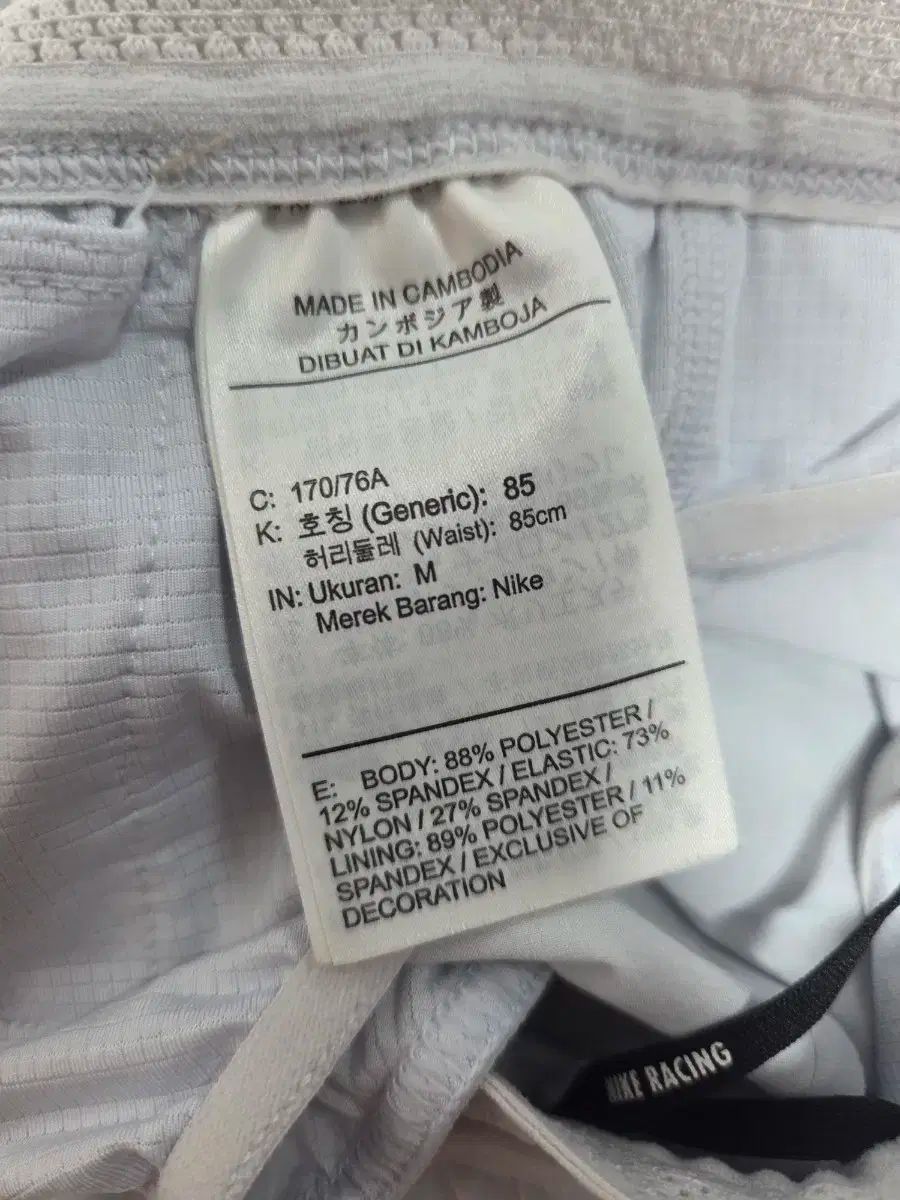 MADE IN CAMBODIA
カンボジア製
DIBUAT DI KAMBOJA
C: 170/76A
K: 호칭 (Generic): 85
허리둘레 (Waist): 85cm
IN: Ukuran: M
Merek Barang: Nike
E: BODY: 88% POLYESTER /
12% SPANDEX / ELASTIC: 73%
NYLON / 27% SPANDEX /
LINING: 89% POLYESTER / 11%
SPANDEX / EXCLUSIVE OF
DECORATION
NIKE RACING